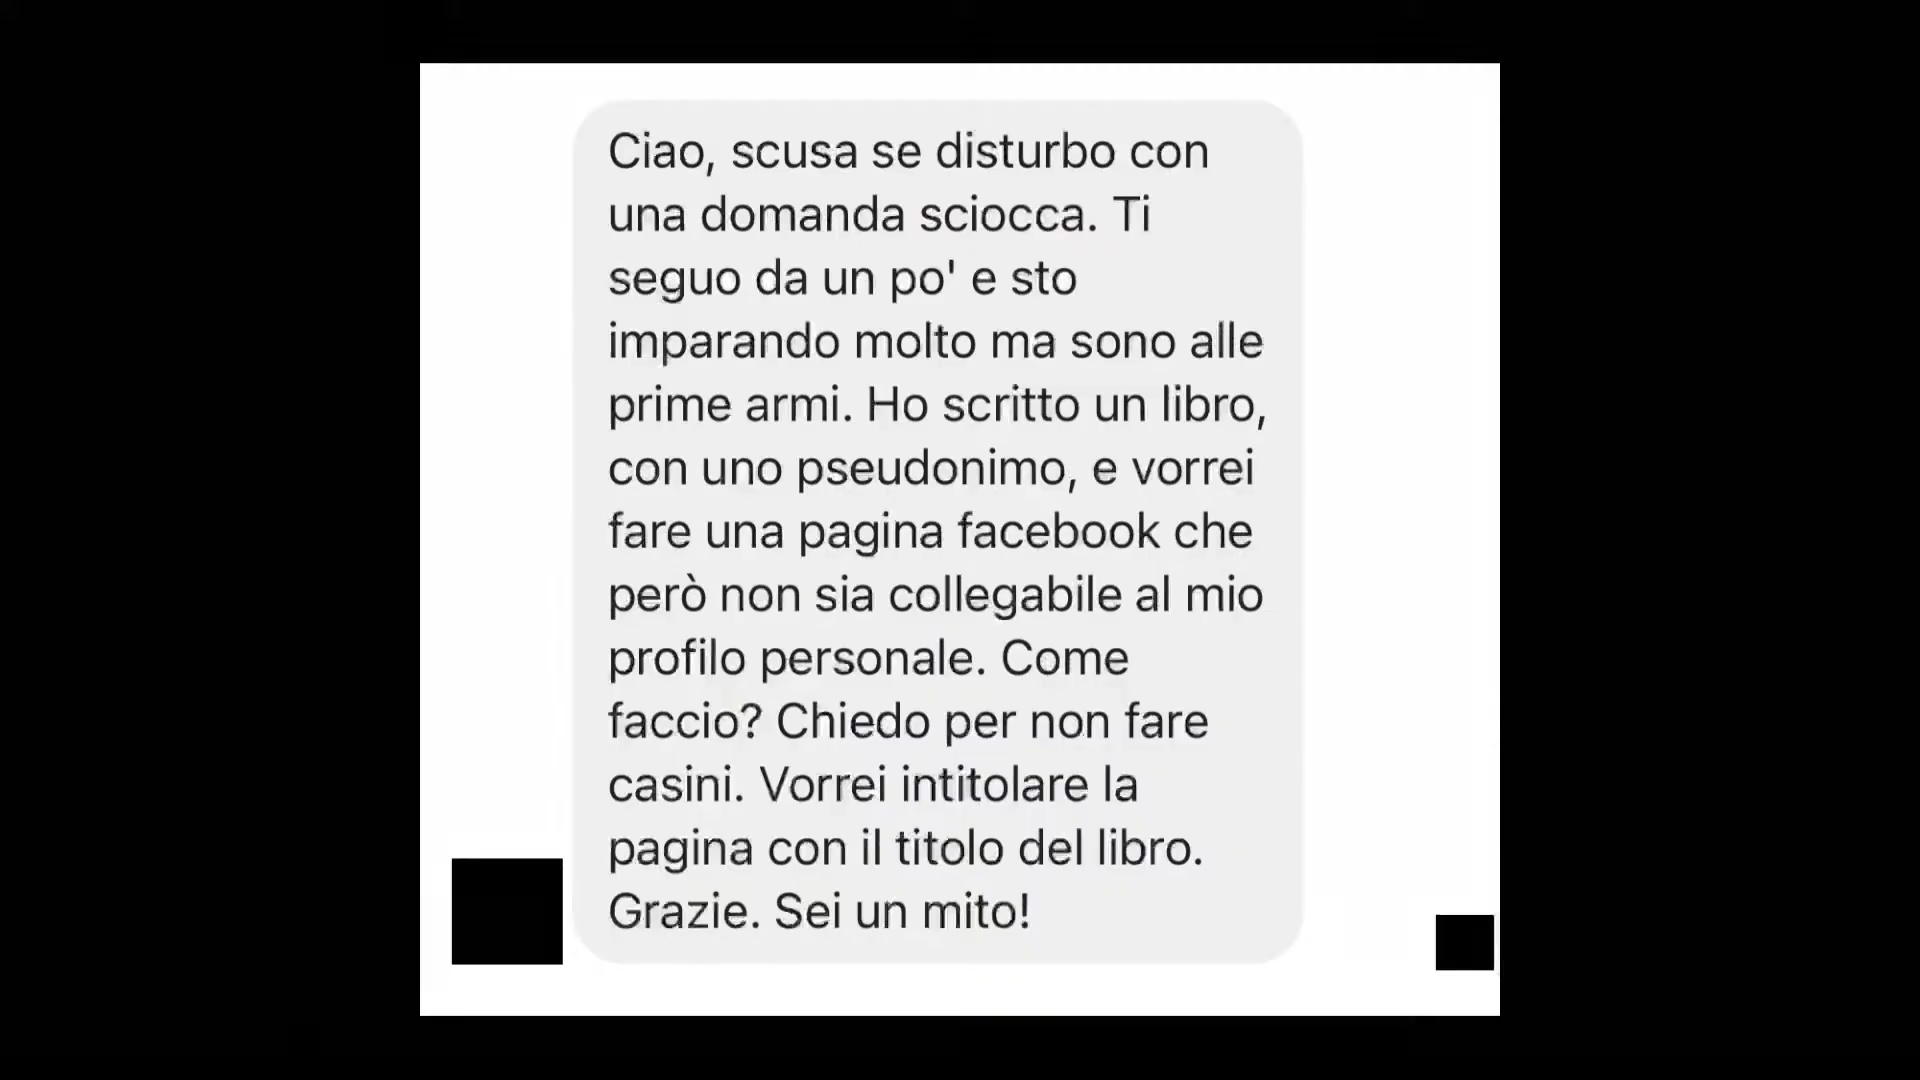 Ciao, scusa se disturbo con
una domanda sciocca. Ti
seguo da un po' e sto
imparando molto ma sono alle
prime armi. Ho scritto un libro,
con uno pseudonimo, e vorrei
fare una pagina facebook che
però non sia collegabile al mio
profilo personale. Come
faccio? Chiedo per non fare
casini. Vorrei intitolare la
pagina con il titolo del libro.
Grazie. Sei un mito!